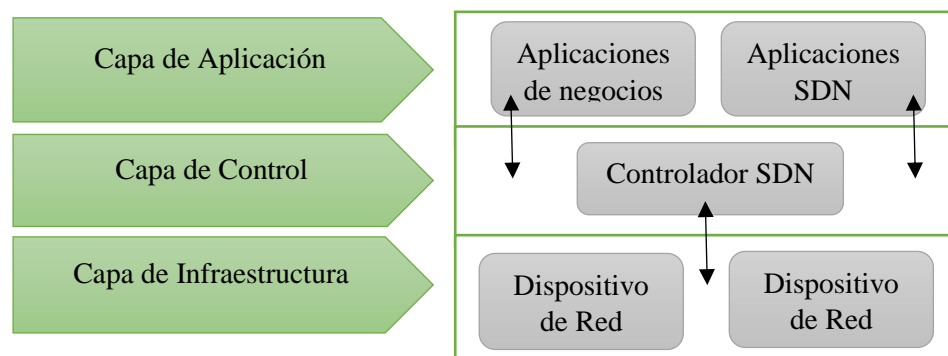 Capa de Aplicación
Aplicaciones
de negocios
Aplicaciones
SDN
Capa de Control
Controlador SDN
Capa de Infraestructura
Dispositivo
de Red
Dispositivo
de Red